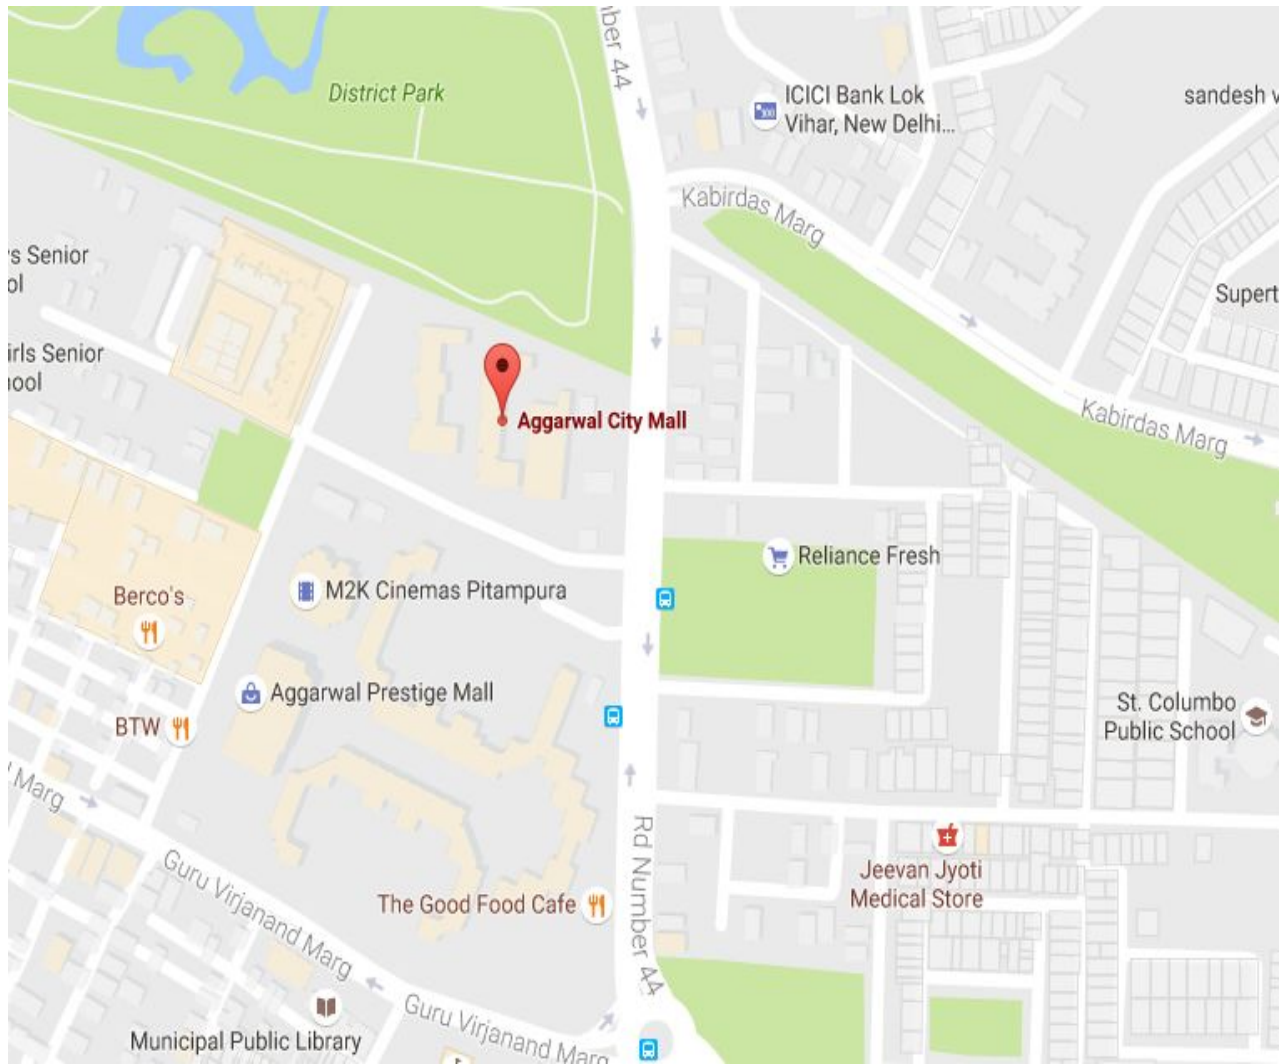 nber 44
District Park
ICICI Bank Lok
Vihar, New Delhi...
sandesh v
Kabirdas Marg
's Senior
ol
Supert
irls Senior
hool
Aggarwal City Mall
Kabirdas Marg
Reliance Fresh
M2K Cinemas Pitampura
Berco's
Aggarwal Prestige Mall
St. Columbo
Public School
BTW
Marg
Rd Number 44
Jeevan Jyoti
Medical Store
Guru Virjanand Marg
The Good Food Cafe
Guru Virjanand Marg
Municipal Public Library